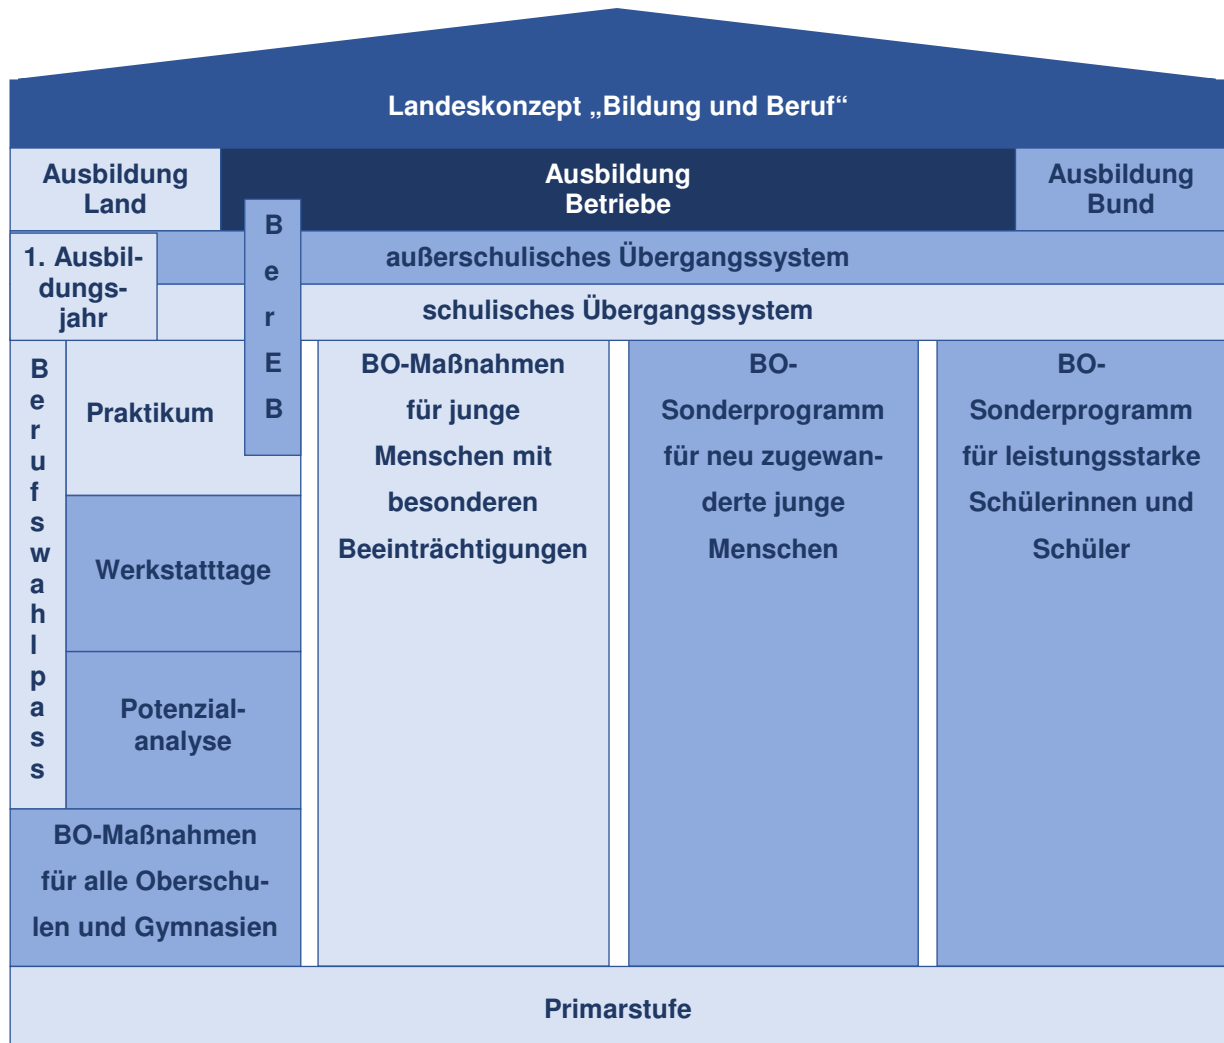 Landeskonzept „Bildung und Beruf“
Ausbildung
Land
Ausbildung
Betriebe
Ausbildung
Bund
BerEB
1. Ausbil-
dungs-
jahr
außerschulisches Übergangssystem
schulisches Übergangssystem
Berufswahlpass
Praktikum
Werkstatttage
Potenzial-
analyse
BO-Maßnahmen
für alle Oberschu-
len und Gymnasien
BO-Maßnahmen
für junge
Menschen mit
besonderen
Beeinträchtigungen
BO-
Sonderprogramm
für neu zugewan-
derte junge
Menschen
BO-
Sonderprogramm
für leistungsstarke
Schülerinnen und
Schüler
Primarstufe